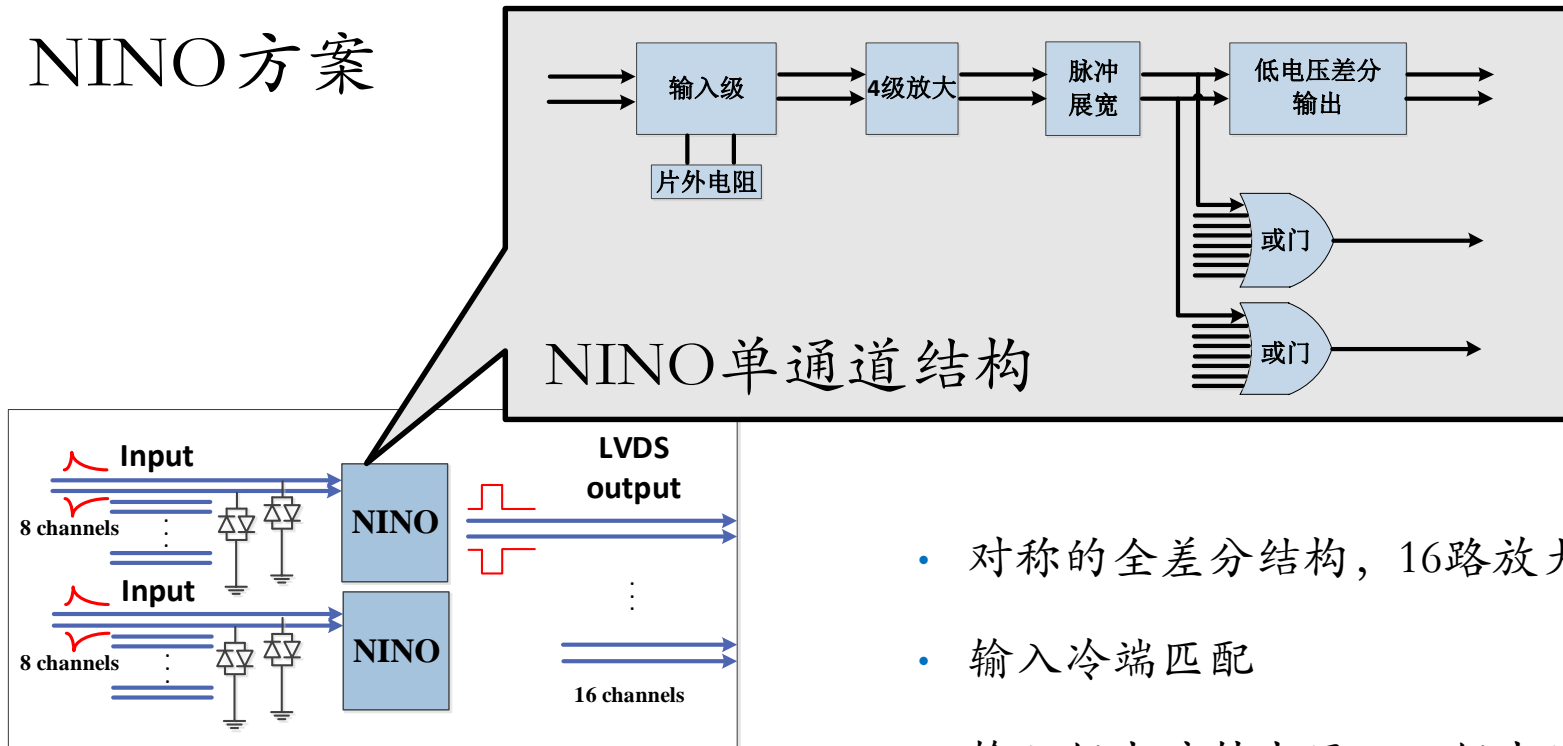 NINO方案
输入级
4级放大
脉冲
展宽
低电压差分
输出
片外电阻
或门
或门
NINO单通道结构
Input
LVDS
output
8 channels
NINO
Input
8 channels
NINO
16 channels
• 对称的全差分结构，16路放
• 输入冷端匹配